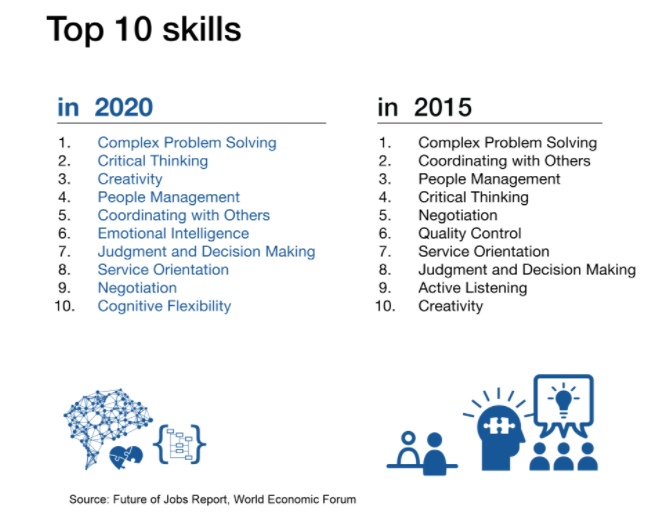 Top 10 skills
in 2020
1. Complex Problem Solving
2. Critical Thinking
3. Creativity
4. People Management
5. Coordinating with Others
6. Emotional Intelligence
7. Judgment and Decision Making
8. Service Orientation
9. Negotiation
10. Cognitive Flexibility
in 2015
1. Complex Problem Solving
2. Coordinating with Others
3. People Management
4. Critical Thinking
5. Negotiation
6. Quality Control
7. Service Orientation
8. Judgment and Decision Making
9. Active Listening
10. Creativity
Source: Future of Jobs Report, World Economic Forum